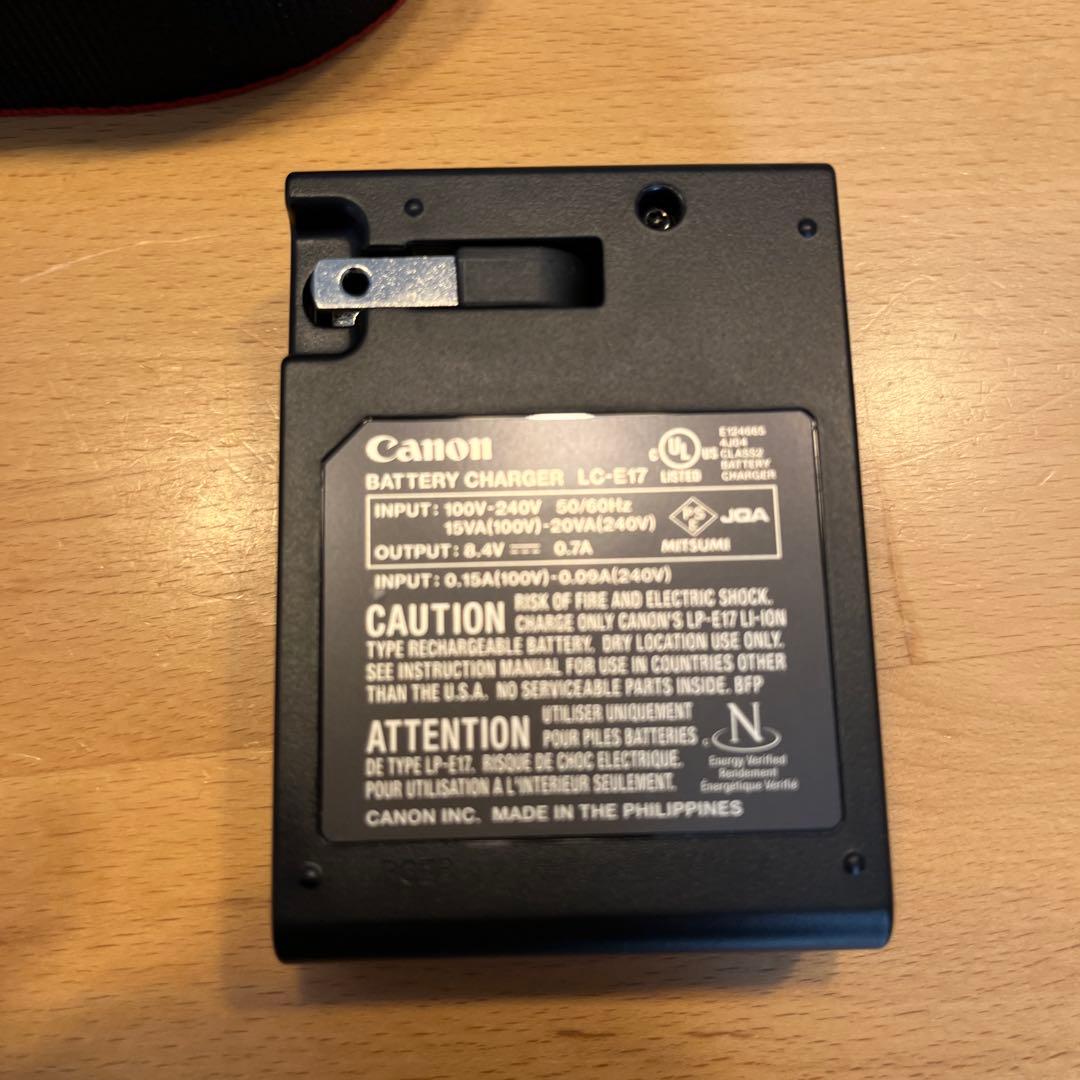 Canon
BATTERY CHARGER LC-E17
C UL US
LISTED
E124665
4J04
CLASS2
BATTERY
CHARGER
INPUT: 100V-240V 50/60Hz
15VA(100V)-20VA(240V)
OUTPUT: 8.4V 0.7A
PS
E
JQA
MITSUMI
INPUT: 0.15A(100V)-0.09A(240V)
CAUTION RISK OF FIRE AND ELECTRIC SHOCK.
CHARGE ONLY CANON'S LP-E17 LI-ION
TYPE RECHARGEABLE BATTERY. DRY LOCATION USE ONLY.
SEE INSTRUCTION MANUAL FOR USE IN COUNTRIES OTHER
THAN THE U.S.A. NO SERVICEABLE PARTS INSIDE. BFP
ATTENTION UTILISER UNIQUEMENT
POUR PILES BATTERIES
DE TYPE LP-E17. RISQUE DE CHOC ELECTRIQUE.
POUR UTILISATION A L'INTERIEUR SEULEMENT.
c N
Energy Verified
Rendement
Énergétique Vérifié
CANON INC. MADE IN THE PHILIPPINES